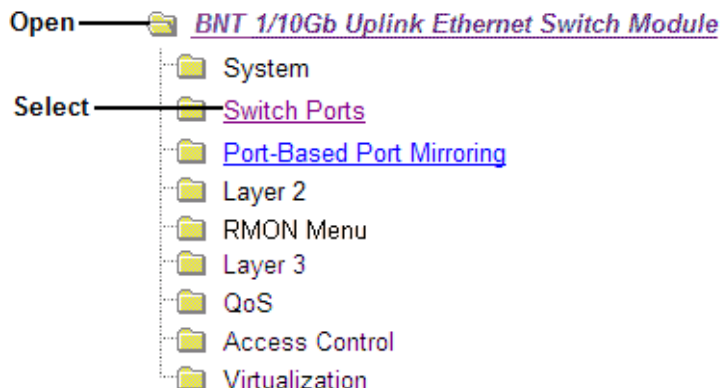 Open BNT 1/10Gb Uplink Ethernet Switch Module
System
Select Switch Ports
Port-Based Port Mirroring
Layer 2
RMON Menu
Layer 3
QoS
Access Control
Virtualization